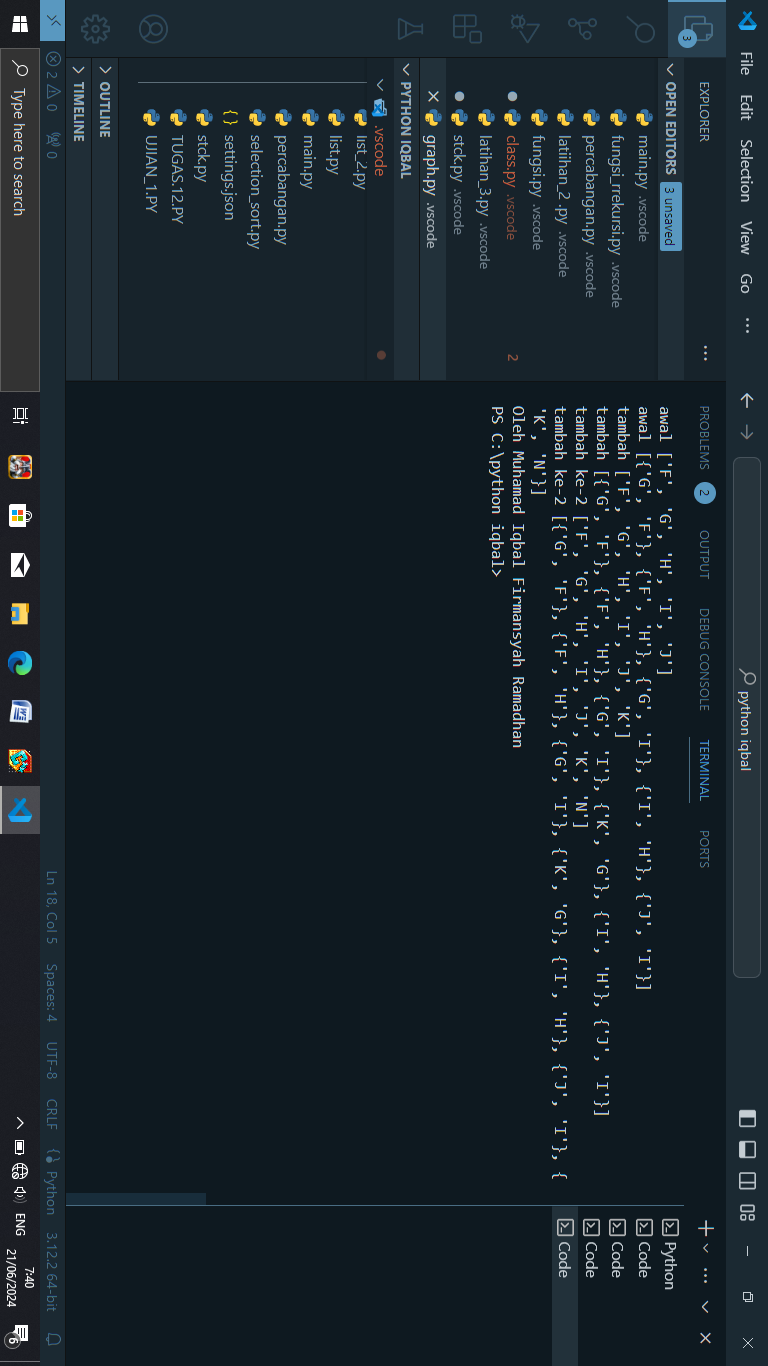 File Edit Selection View Go ... python iqbal
EXPLORER ...
OPEN EDITORS 3 unsaved
main.py .vscode
fungsi_rrekursi.py .vscode
percabangan.py .vscode
latiihan_2 .py .vscode
fungsi.py .vscode
class.py .vscode 2
latihan_3.py .vscode
stck.py .vscode
graph.py .vscode
PYTHON IQBAL
.vscode
list_2.py
list.py
main.py
percabangan.py
selection_sort.py
{} settings.json
stck.py
TUGAS.12.PY
UJIAN_1.PY
OUTLINE
TIMELINE
3
PROBLEMS 2 OUTPUT DEBUG CONSOLE TERMINAL PORTS
awal ['F', 'G', 'H', 'I', 'J']
awal [{'G', 'F'}, {'F', 'H'}, {'G', 'I'}, {'I', 'H'}, {'J', 'I'}]
tambah ['F', 'G', 'H', 'I', 'J', 'K']
tambah [{'G', 'F'}, {'F', 'H'}, {'G', 'I'}, {'K', 'G'}, {'I', 'H'}, {'J', 'I'}]
tambah ke-2 ['F', 'G', 'H', 'I', 'J', 'K', 'N']
tambah ke-2 [{'G', 'F'}, {'F', 'H'}, {'G', 'I'}, {'K', 'G'}, {'I', 'H'}, {'J', 'I'}, {
'K', 'N'}]
Oleh Muhamad Iqbal Firmansyah Ramadhan
PS C:\python iqbal>
Python
Code
Code
Code
Code
2 0 0 Ln 18, Col 5 Spaces: 4 UTF-8 CRLF {} Python 3.12.2 64-bit
Type here to search
ENG
7:40
21/06/2024
6